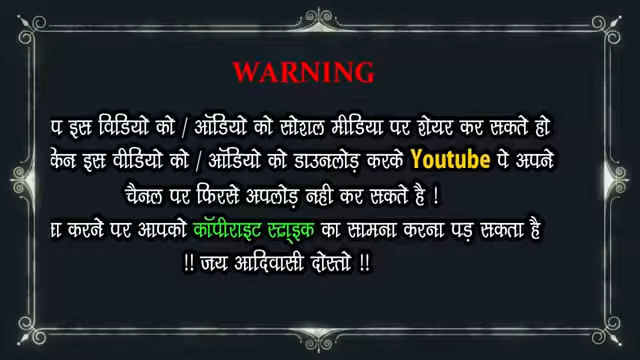 WARNING
प इस विडियो को / ऑडियो को सोशल मीडिया पर शेयर कर सकते हो
केन इस वीडियो को / ऑडियो को डाउनलोड़ करके Youtube पे अपने
चैनल पर फिरसे अपलोड़ नही कर सकते है !
ा करने पर आपको कॉपीराइट स्ट्राइक का सामना करना पड़ सकता है
!! जय आदिवासी दोस्तो !!